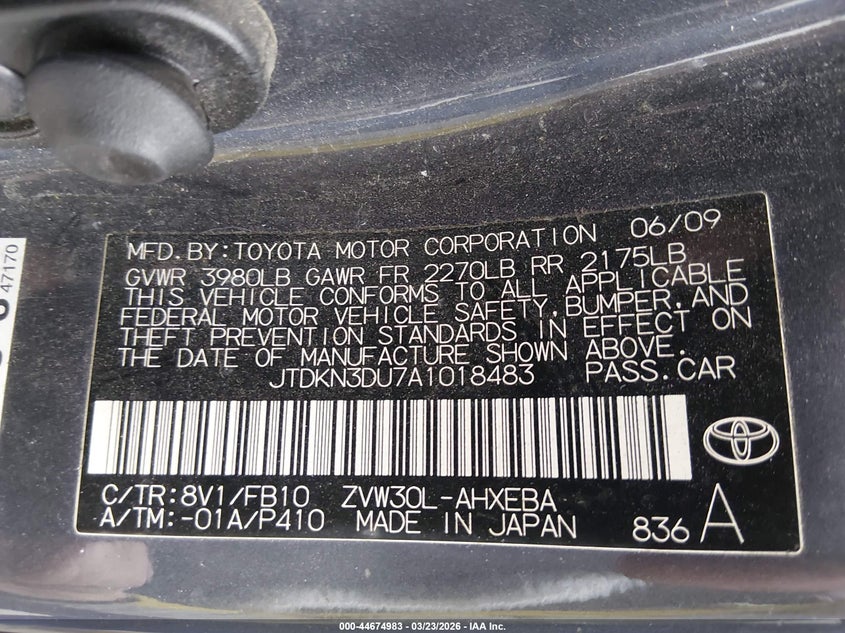 MFD.BY:TOYOTA MOTOR CORPORATION 06/09
GVWR 3980LB GAWR FR 2270LB RR 2175LB
THIS VEHICLE CONFORMS TO ALL APPLICABLE
FEDERAL MOTOR VEHICLE SAFETY, BUMPER, AND
THEFT PREVENTION STANDARDS IN EFFECT ON
THE DATE OF MANUFACTURE SHOWN ABOVE.
JTDKN3DU7A1018483 PASS.CAR
C/TR:8V1/FB10 ZVW30L-AHXEBA
A/TM:-01A/P410 MADE IN JAPAN 836 A
47170
000-44674983 - 03/23/2026 - IAA Inc.